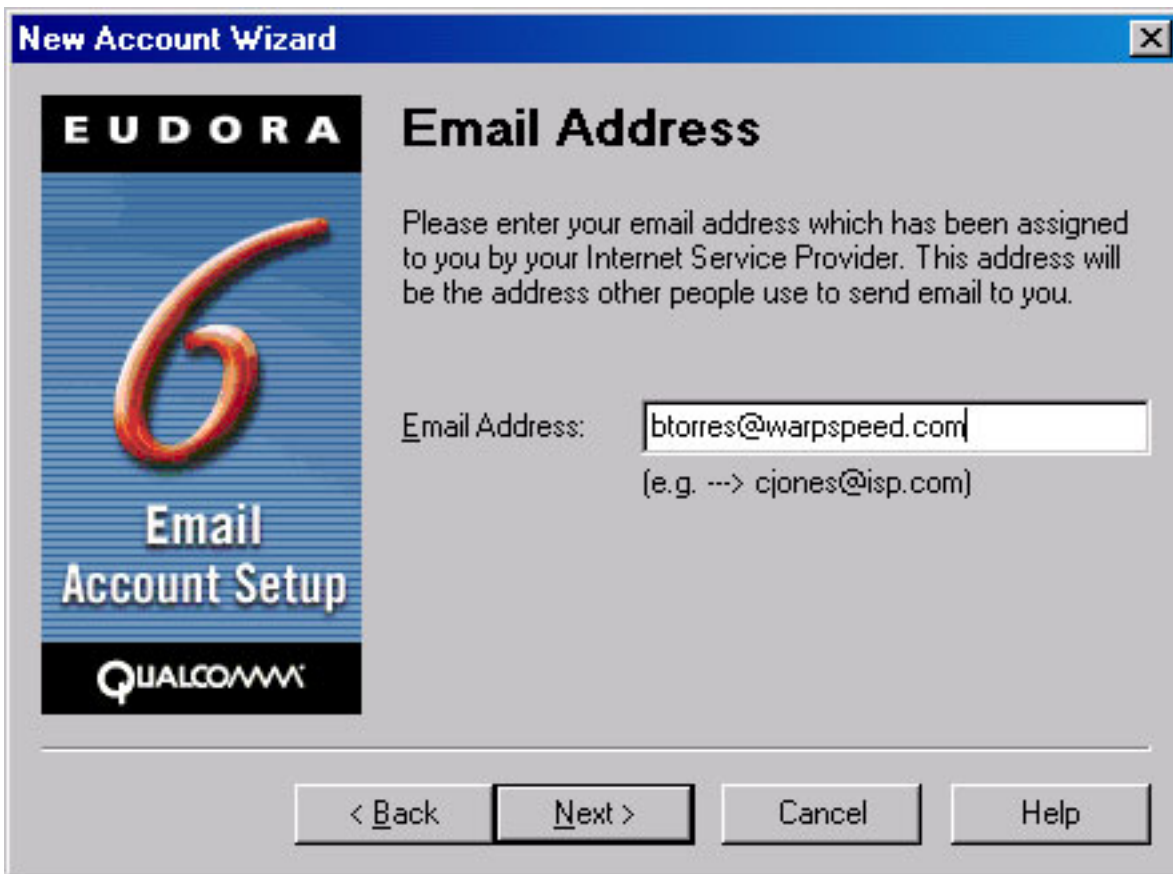 New Account Wizard
EUDORA
6
Email
Account Setup
QUALCOMM
Email Address
Please enter your email address which has been assigned
to you by your Internet Service Provider. This address will
be the address other people use to send email to you.
Email Address: btorres@warpspeed.com
(e.g. ---> cjones@isp.com)
< Back Next > Cancel Help